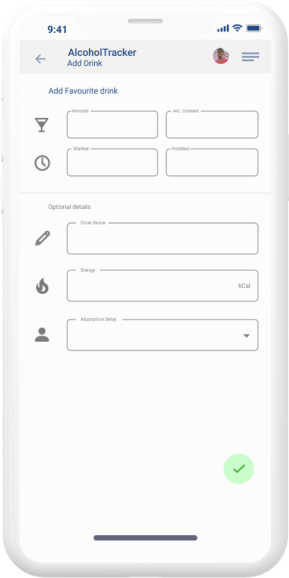 9:41
AlcoholTracker
Add Drink
Add Favourite drink
Amount
Alc. Content
Started
Finished
Optional details
Drink Name
Energy
kCal
Absorption Delay